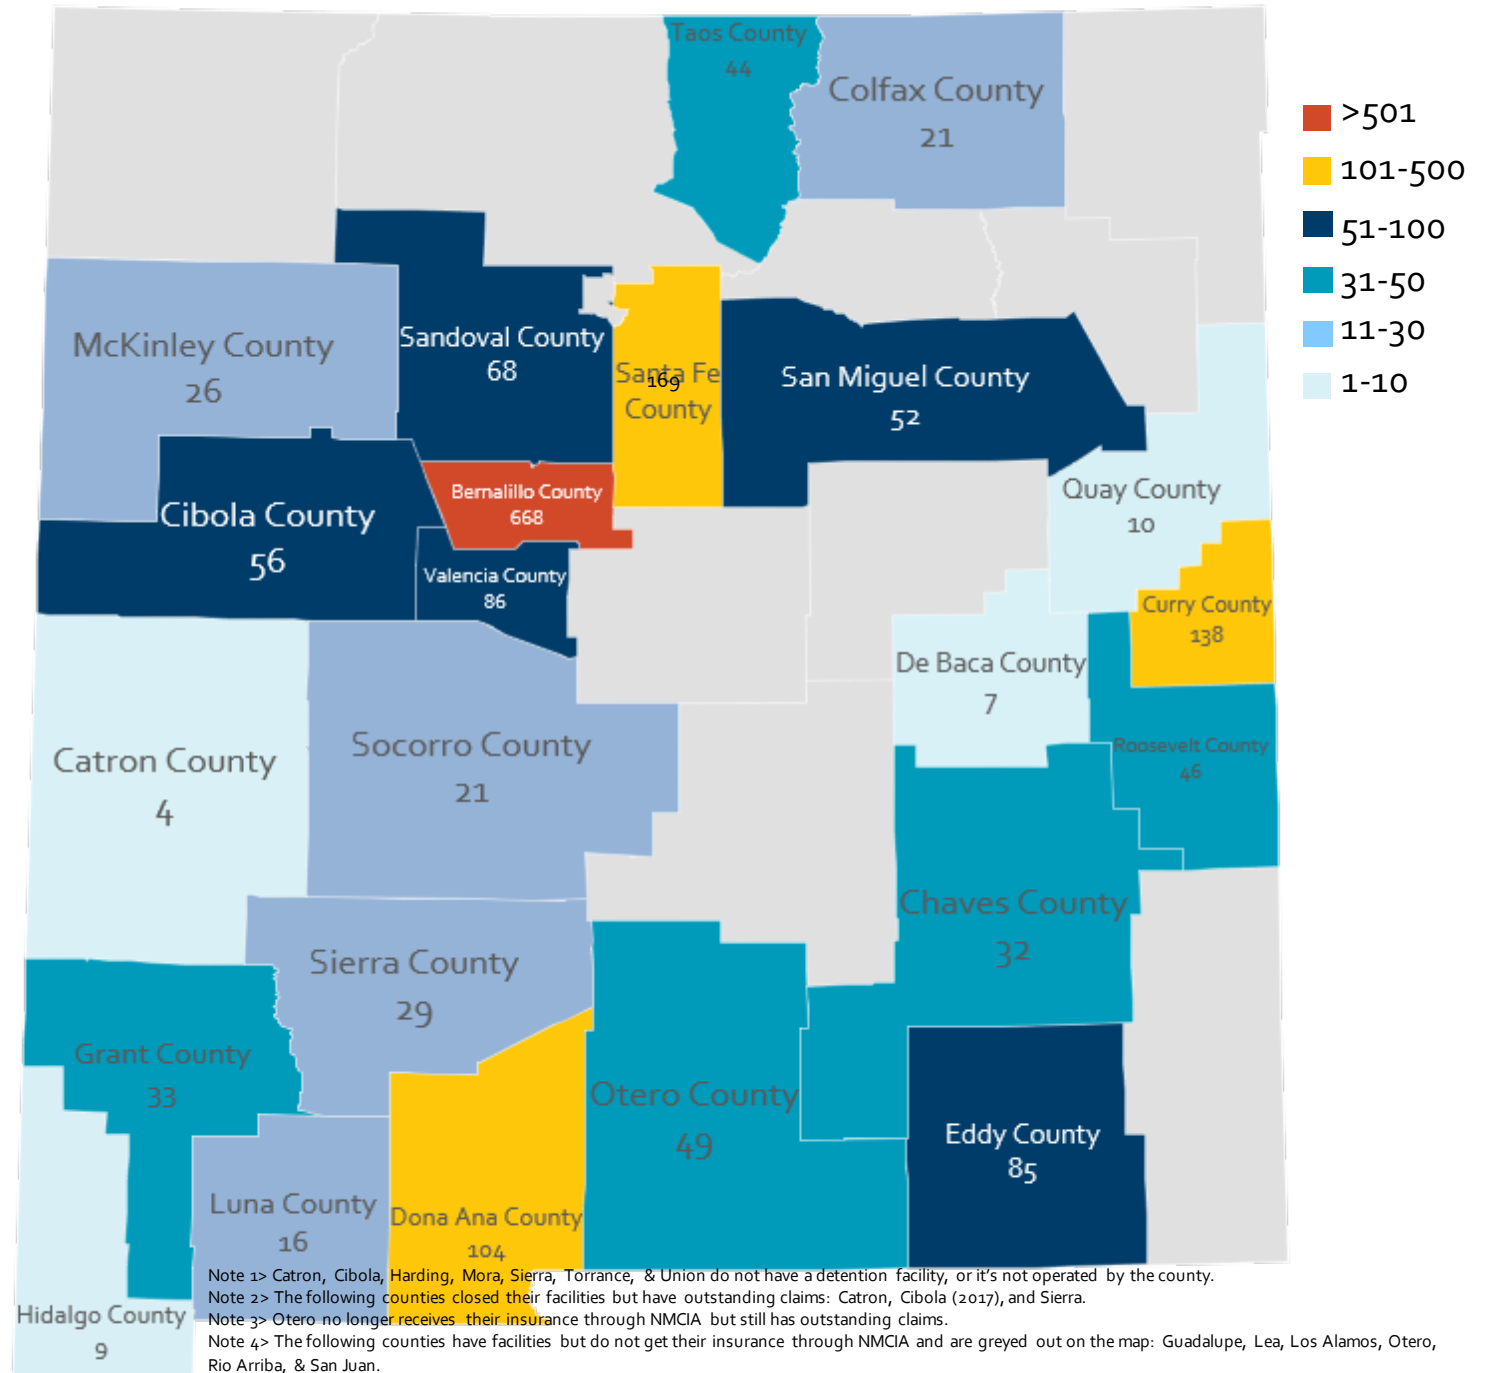 Taos County
44
Colfax County
21
>501
101-500
51-100
31-50
11-30
1-10
McKinley County
26
Sandoval County
68
Santa Fe
169
County
San Miguel County
52
Quay County
10
Cibola County
56
Bernalillo County
668
Valencia County
86
Curry County
138
De Baca County
7
Roosevelt County
46
Catron County
4
Socorro County
21
Chaves County
32
Sierra County
29
Grant County
33
Otero County
49
Eddy County
85
Luna County
16
Dona Ana County
104
Hidalgo County
9
Note 1> Catron, Cibola, Harding, Mora, Sierra, Torrance, & Union do not have a detention facility, or it's not operated by the county.
Note 2> The following counties closed their facilities but have outstanding claims: Catron, Cibola (2017), and Sierra.
Note 3> Otero no longer receives their insurance through NMCIA but still has outstanding claims.
Note 4> The following counties have facilities but do not get their insurance through NMCIA and are greyed out on the map: Guadalupe, Lea, Los Alamos, Otero,
Rio Arriba, & San Juan.